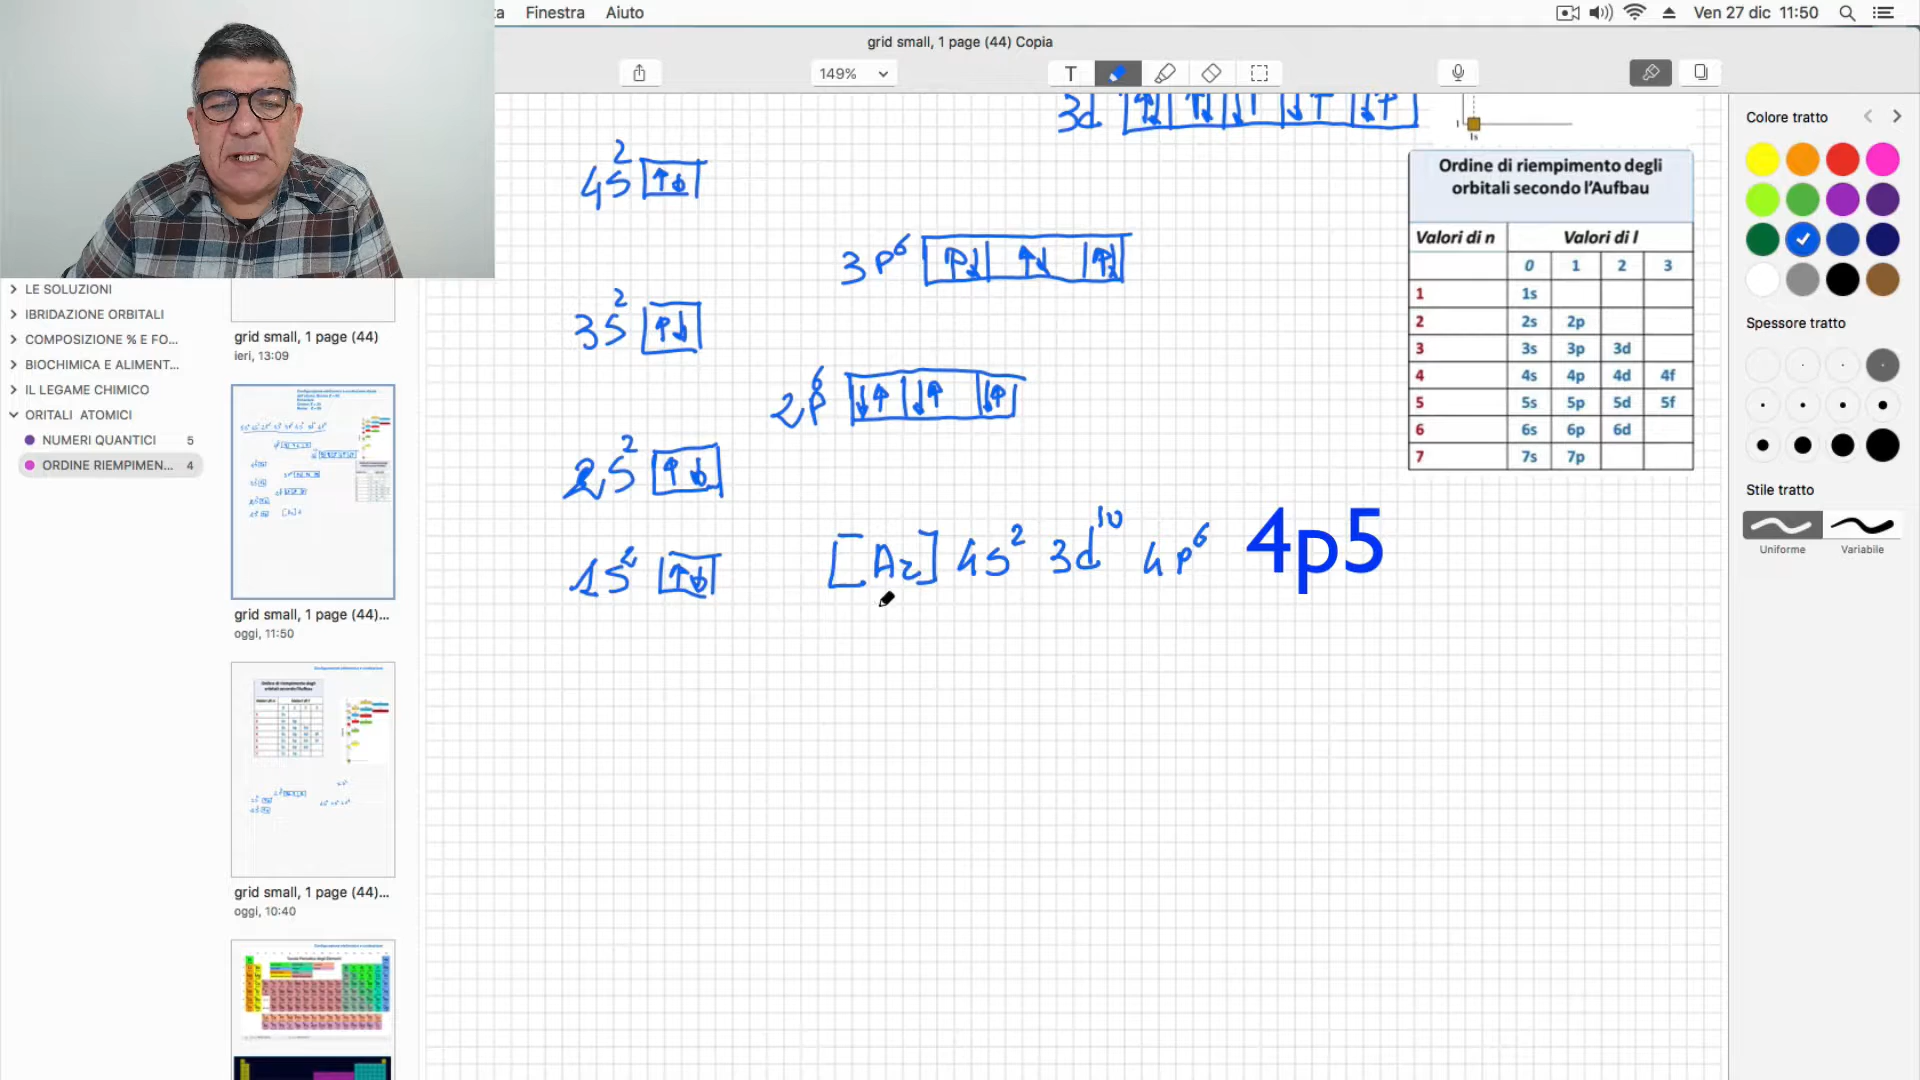 ta Finestra Aiuto
Ven 27 dic 11:50
grid small, 1 page (44) Copia
149%
T
LE SOLUZIONI
IBRIDAZIONE ORBITALI
COMPOSIZIONE % E FO...
BIOCHIMICA E ALIMENT...
IL LEGAME CHIMICO
ORITALI ATOMICI
NUMERI QUANTICI 5
ORDINE RIEMPIMEN... 4
grid small, 1 page (44)
ieri, 13:09
grid small, 1 page (44)...
oggi, 11:50
grid small, 1 page (44)...
oggi, 10:40
3d
4s2
3p6
3s2
2p6
2s2
1s2
[Ar] 4s2 3d10 4p6 4p5
1
1s
Ordine di riempimento degli
orbitali secondo l'Aufbau
Valori di n Valori di l
0 1 2 3
1 1s
2 2s 2p
3 3s 3p 3d
4 4s 4p 4d 4f
5 5s 5p 5d 5f
6 6s 6p 6d
7 7s 7p
Colore tratto
Spessore tratto
Stile tratto
Uniforme Variabile